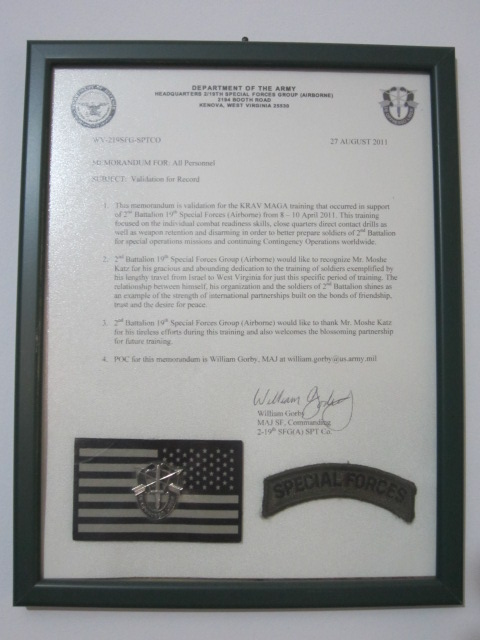 DEPARTMENT OF THE ARMY
HEADQUARTERS 2/19TH SPECIAL FORCES GROUP (AIRBORNE)
2194 BOOTH ROAD
KENOVA, WEST VIRGINIA 25530
WV-219SFG-SPTCO 27 AUGUST 2011
MEMORANDUM FOR: All Personnel
SUBJECT: Validation for Record
1. This memorandum is validation for the KRAV MAGA training that occurred in support
of 2nd Battalion 19th Special Forces (Airborne) from 8 – 10 April 2011. This training
focused on the individual combat readiness skills, close quarters direct contact drills as
well as weapon retention and disarming in order to better prepare soldiers of 2nd Battalion
for special operations missions and continuing Contingency Operations worldwide.
2. 2nd Battalion 19th Special Forces Group (Airborne) would like to recognize Mr. Moshe
Katz for his gracious and abounding dedication to the training of soldiers exemplified by
his lengthy travel from Israel to West Virginia for just this specific period of training. The
relationship between himself, his organization and the soldiers of 2nd Battalion shines as
an example of the strength of international partnerships built on the bonds of friendship,
trust and the desire for peace.
3. 2nd Battalion 19th Special Forces Group (Airborne) would like to thank Mr. Moshe Katz
for his tireless efforts during this training and also welcomes the blossoming partnership
for future training.
4. POC for this memorandum is William Gorby, MAJ at william.gorby@us.army.mil
William Gorby
William Gorby
MAJ SF, Commanding
2-19th SFG(A) SPT Co
SPECIAL FORCES